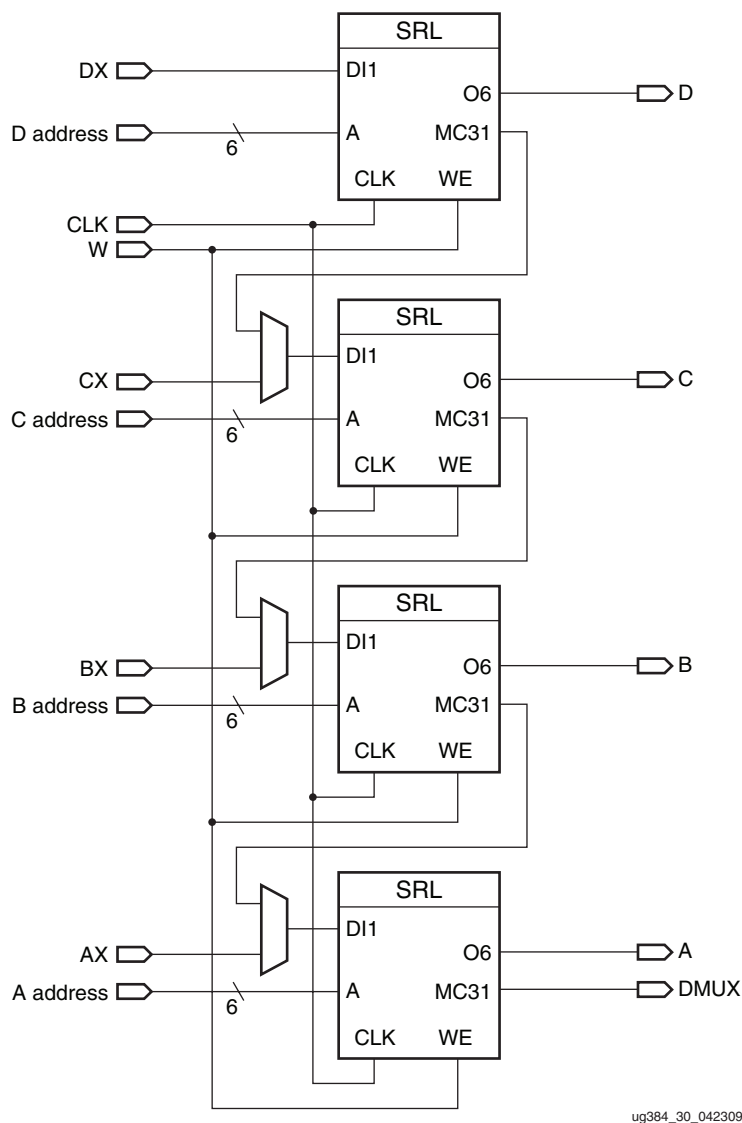 SRL
DX
DI1
O6
D
D address
6
A
MC31
CLK
WE
CLK
W
SRL
DI1
CX
O6
C
C address
6
A
MC31
CLK
WE
SRL
DI1
BX
O6
B
B address
6
A
MC31
CLK
WE
SRL
DI1
AX
O6
A
A address
6
A
MC31
DMUX
CLK
WE
ug384_30_042309